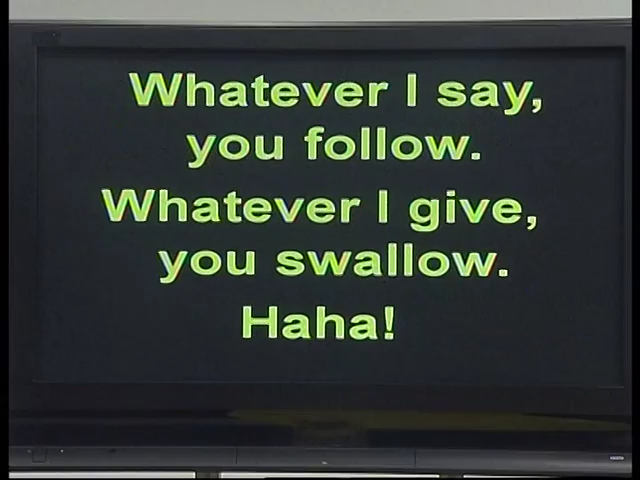 Whatever I say,
you follow.
Whatever I give,
you swallow.
Haha!